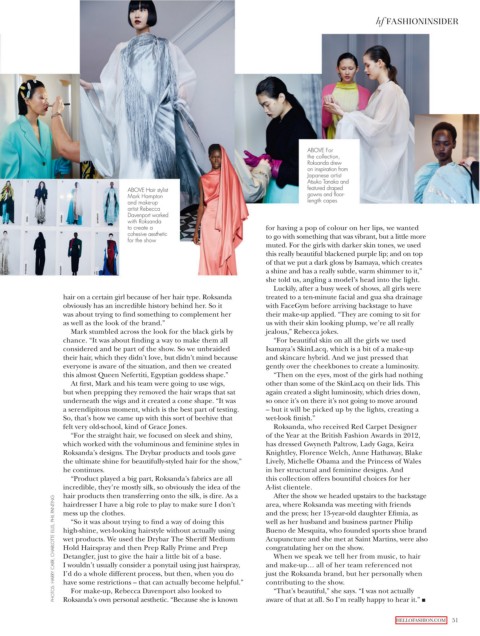 hf FASHIONINSIDER
ABOVE For
the collection,
Roksanda drew
on inspiration from
Japanese artist
Atsuko Tanaka and
featured draped
gowns and floor-
length capes
ABOVE Hair stylist
Mark Hampton
and make-up
artist Rebecca
Davenport worked
with Roksanda
to create a
cohesive aesthetic
for the show
hair on a certain girl because of her hair type. Roksanda
obviously has an incredible history behind her. So it
was about trying to find something to complement her
as well as the look of the brand."
Mark stumbled across the look for the black girls by
chance. "It was about finding a way to make them all
considered and be part of the show. So we unbraided
their hair, which they didn't love, but didn't mind because
everyone is aware of the situation, and then we created
this almost Queen Nefertiti, Egyptian goddess shape."
At first, Mark and his team were going to use wigs,
but when prepping they removed the hair wraps that sat
underneath the wigs and it created a cone shape. "It was
a serendipitous moment, which is the best part of testing.
So, that's how we came up with this sort of beehive that
felt very old-school, kind of Grace Jones.
"For the straight hair, we focused on sleek and shiny,
which worked with the voluminous and feminine styles in
Roksanda's designs. The Drybar products and tools gave
the ultimate shine for beautifully-styled hair for the show,"
he continues.
"Product played a big part, Roksanda's fabrics are all
incredible, they're mostly silk, so obviously the idea of the
hair products then transferring onto the silk, is dire. As a
hairdresser I have a big role to play to make sure I don't
mess up the clothes.
"So it was about trying to find a way of doing this
high-shine, wet-looking hairstyle without actually using
wet products. We used the Drybar The Sheriff Medium
Hold Hairspray and then Prep Rally Prime and Prep
Detangler, just to give the hair a little bit of a base.
I wouldn't usually consider a ponytail using just hairspray,
I'd do a whole different process, but then, when you do
have some restrictions – that can actually become helpful."
For make-up, Rebecca Davenport also looked to
Roksanda's own personal aesthetic. "Because she is known
for having a pop of colour on her lips, we wanted
to go with something that was vibrant, but a little more
muted. For the girls with darker skin tones, we used
this really beautiful blackened purple lip; and on top
of that we put a dark gloss by Isamaya, which creates
a shine and has a really subtle, warm shimmer to it,"
she told us, angling a model's head into the light.
Luckily, after a busy week of shows, all girls were
treated to a ten-minute facial and gua sha drainage
with FaceGym before arriving backstage to have
their make-up applied. "They are coming to sit for
us with their skin looking plump, we're all really
jealous," Rebecca jokes.
"For beautiful skin on all the girls we used
Isamaya's SkinLacq, which is a bit of a make-up
and skincare hybrid. And we just pressed that
gently over the cheekbones to create a luminosity.
"Then on the eyes, most of the girls had nothing
other than some of the SkinLacq on their lids. This
again created a slight luminosity, which dries down,
so once it's on there it's not going to move around
– but it will be picked up by the lights, creating a
wet-look finish."
Roksanda, who received Red Carpet Designer
of the Year at the British Fashion Awards in 2012,
has dressed Gwyneth Paltrow, Lady Gaga, Keira
Knightley, Florence Welch, Anne Hathaway, Blake
Lively, Michelle Obama and the Princess of Wales
in her structural and feminine designs. And
this collection offers bountiful choices for her
A-list clientele.
After the show we headed upstairs to the backstage
area, where Roksanda was meeting with friends
and the press; her 13-year-old daughter Efimia, as
well as her husband and business partner Philip
Bueno de Mesquita, who founded sports shoe brand
Acupuncture and she met at Saint Martins, were also
congratulating her on the show.
When we speak we tell her from music, to hair
and make-up… all of her team referenced not
just the Roksanda brand, but her personally when
contributing to the show.
"That's beautiful," she says. "I was not actually
aware of that at all. So I'm really happy to hear it." ■
HELLOFASHION.COM 51